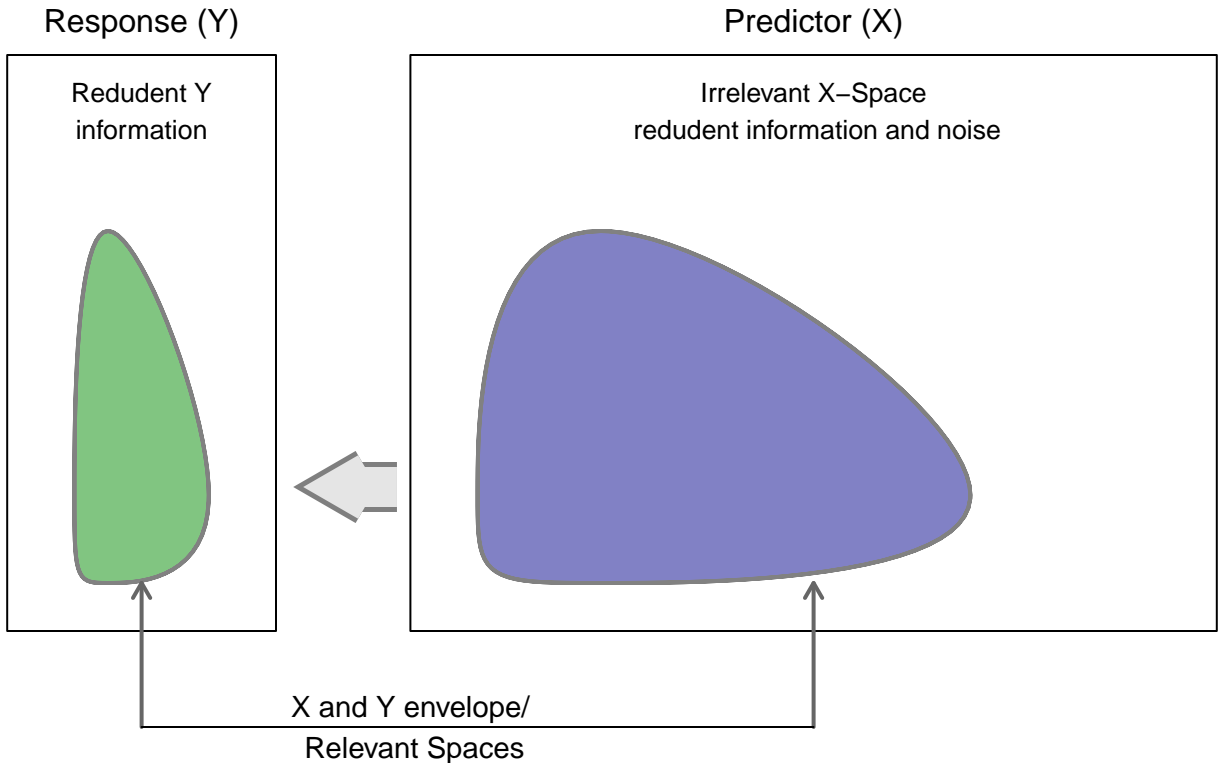 Response (Y)
Predictor (X)
Redudent Y
information
Irrelevant X−Space
redudent information and noise
X and Y envelope/
Relevant Spaces